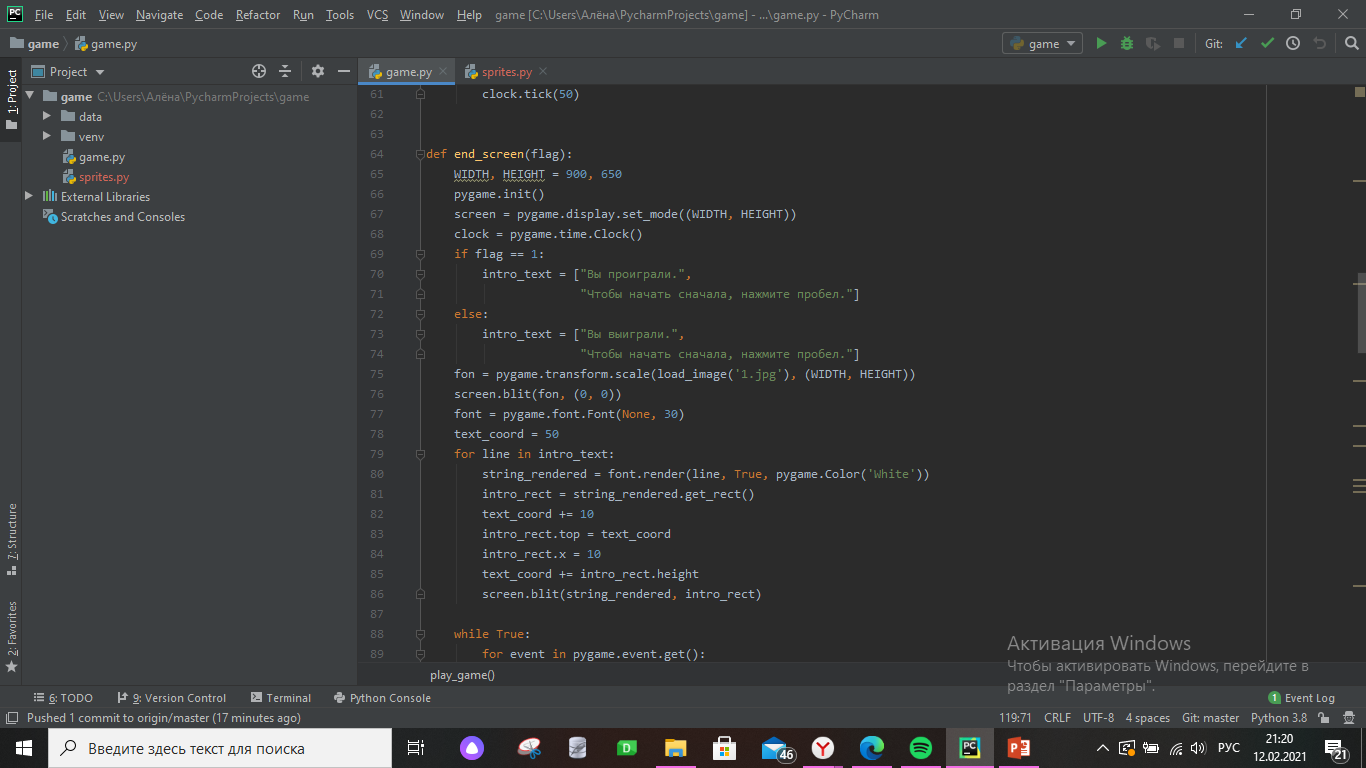 File Edit View Navigate Code Refactor Run Tools VCS Window Help game [C:\Users\Алёна\PycharmProjects\game] - ...\game.py - PyCharm
game game.py
game
Git:
1: Project
Project
game.py
sprites.py
game C:\Users\Алёна\PycharmProjects\game
data
venv
game.py
sprites.py
External Libraries
Scratches and Consoles
7: Structure
2: Favorites
61 clock.tick(50)
62
63
64 def end_screen(flag):
65 WIDTH, HEIGHT = 900, 650
66 pygame.init()
67 screen = pygame.display.set_mode((WIDTH, HEIGHT))
68 clock = pygame.time.Clock()
69 if flag == 1:
70 intro_text = ["Вы проиграли.",
71 "Чтобы начать сначала, нажмите пробел."]
72 else:
73 intro_text = ["Вы выиграли.",
74 "Чтобы начать сначала, нажмите пробел."]
75 fon = pygame.transform.scale(load_image('1.jpg'), (WIDTH, HEIGHT))
76 screen.blit(fon, (0, 0))
77 font = pygame.font.Font(None, 30)
78 text_coord = 50
79 for line in intro_text:
80 string_rendered = font.render(line, True, pygame.Color('White'))
81 intro_rect = string_rendered.get_rect()
82 text_coord += 10
83 intro_rect.top = text_coord
84 intro_rect.x = 10
85 text_coord += intro_rect.height
86 screen.blit(string_rendered, intro_rect)
87
88 while True:
89 for event in pygame.event.get():
play_game()
Активация Windows
Чтобы активировать Windows, перейдите в
раздел "Параметры".
6: TODO 9: Version Control Terminal Python Console
1 Event Log
Pushed 1 commit to origin/master (17 minutes ago)
119:71 CRLF UTF-8 4 spaces Git: master Python 3.8
Введите здесь текст для поиска
46
РУС
21:20
12.02.2021
21